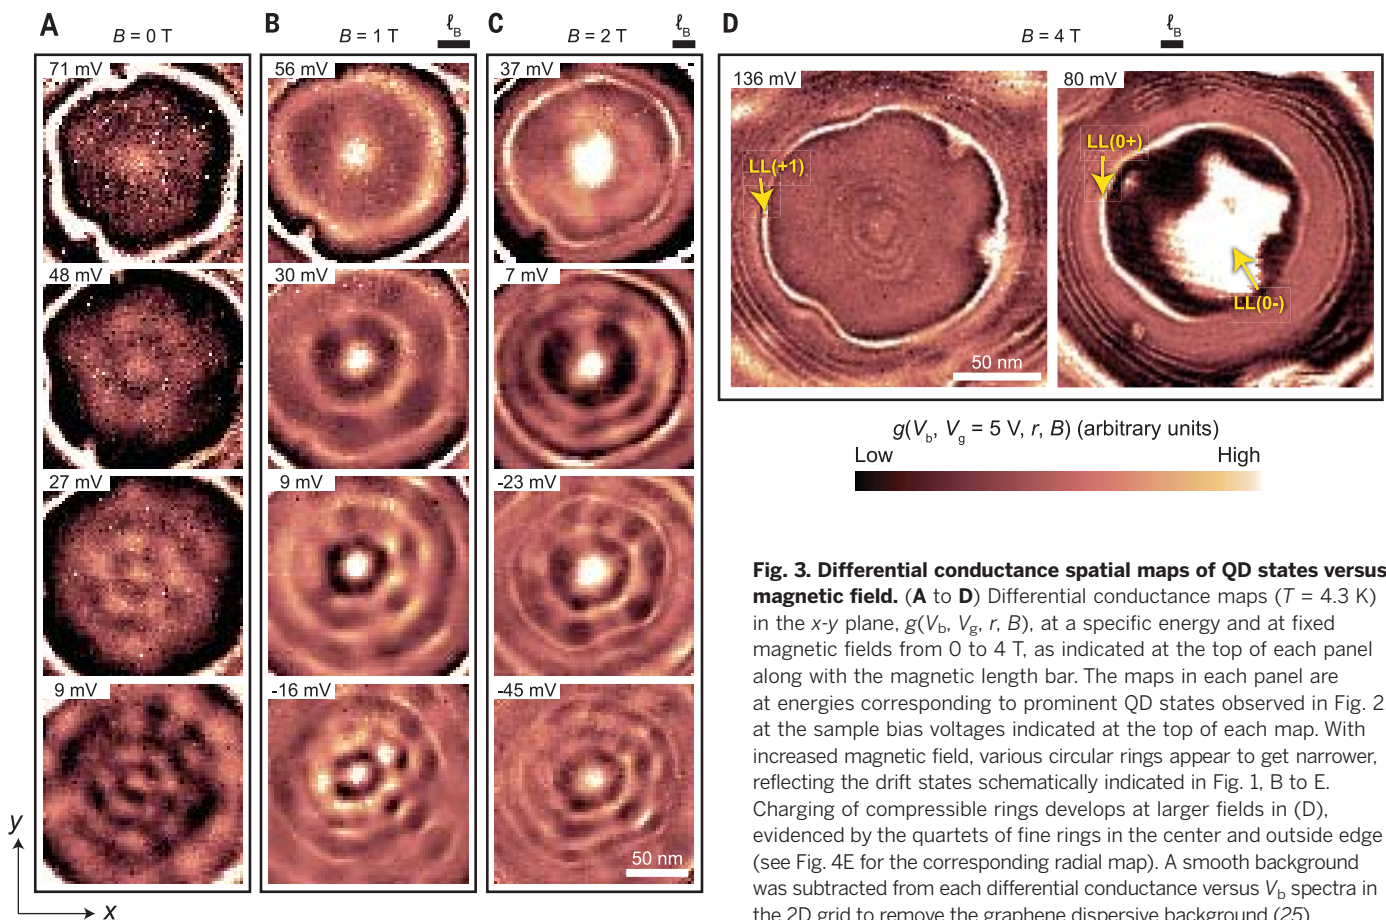 A
B = 0 T
B
B = 1 T
ℓB
C
B = 2 T
ℓB
D
B = 4 T
ℓB
71 mV
48 mV
27 mV
9 mV
56 mV
30 mV
9 mV
-16 mV
37 mV
7 mV
-23 mV
-45 mV
50 nm
136 mV
LL(+1)
50 nm
80 mV
LL(0+)
LL(0-)
y
x
g(Vb, Vg = 5 V, r, B) (arbitrary units)
Low High
Fig. 3. Differential conductance spatial maps of QD states versus
magnetic field. (A to D) Differential conductance maps (T = 4.3 K)
in the x-y plane, g(Vb, Vg, r, B), at a specific energy and at fixed
magnetic fields from 0 to 4 T, as indicated at the top of each panel
along with the magnetic length bar. The maps in each panel are
at energies corresponding to prominent QD states observed in Fig. 2
at the sample bias voltages indicated at the top of each map. With
increased magnetic field, various circular rings appear to get narrower,
reflecting the drift states schematically indicated in Fig. 1, B to E.
Charging of compressible rings develops at larger fields in (D),
evidenced by the quartets of fine rings in the center and outside edge
(see Fig. 4E for the corresponding radial map). A smooth background
was subtracted from each differential conductance versus Vb spectra in
the 2D grid to remove the graphene dispersive background (25)